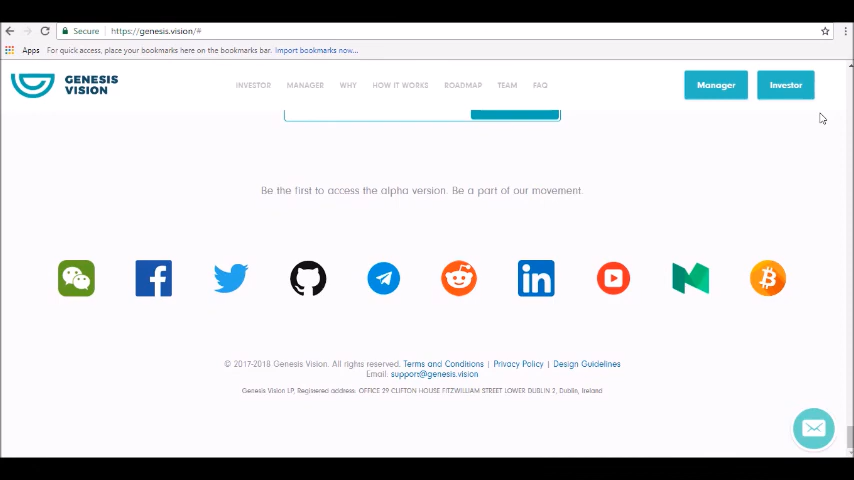 Secure https://genesis.vision/#
Apps For quick access, place your bookmarks here on the bookmarks bar. Import bookmarks now...
GENESIS
VISION
INVESTOR MANAGER WHY HOW IT WORKS ROADMAP TEAM FAQ
Manager Investor
Be the first to access the alpha version. Be a part of our movement.
in
© 2017-2018 Genesis Vision. All rights reserved. Terms and Conditions | Privacy Policy | Design Guidelines
Email: support@genesis.vision
Genesis Vision LP, Registered address: OFFICE 29 CLIFTON HOUSE FITZWILLIAM STREET LOWER DUBLIN 2, Dublin, Ireland